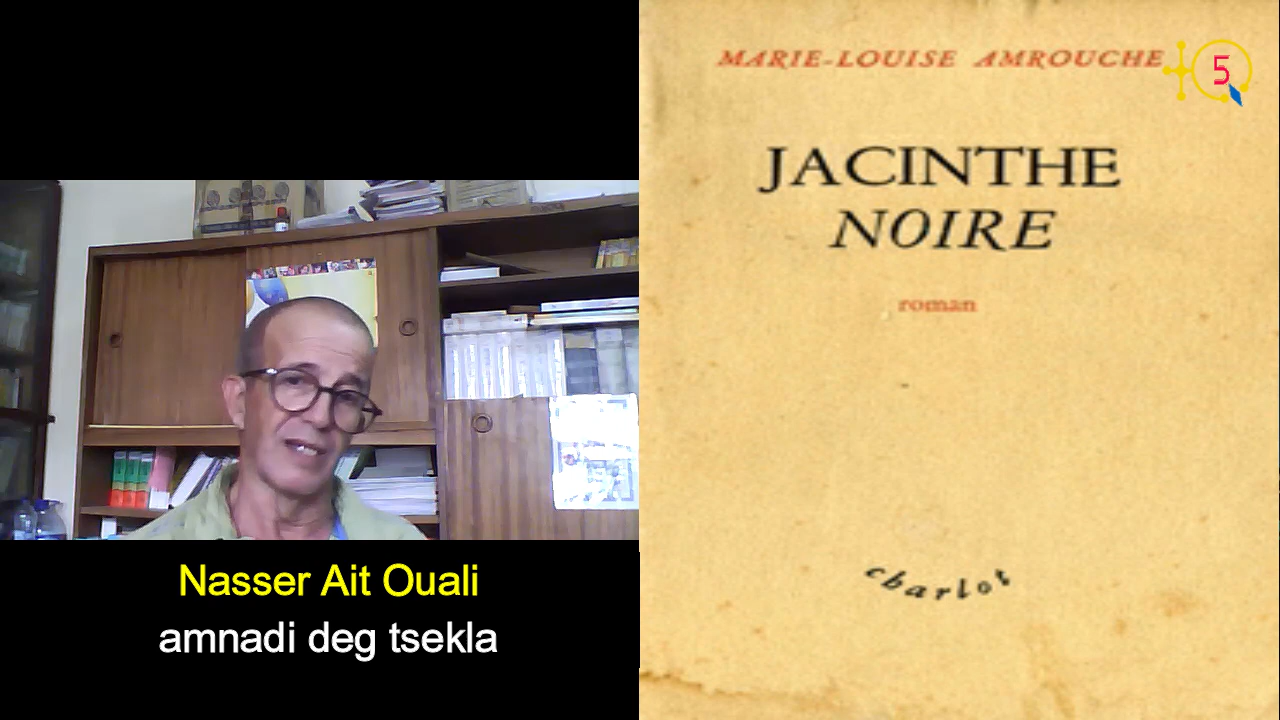 Nasser Ait Ouali
amnadi deg tsekla
MARIE-LOUISE AMROUCHE
5
JACINTHE
NOIRE
roman
charlot